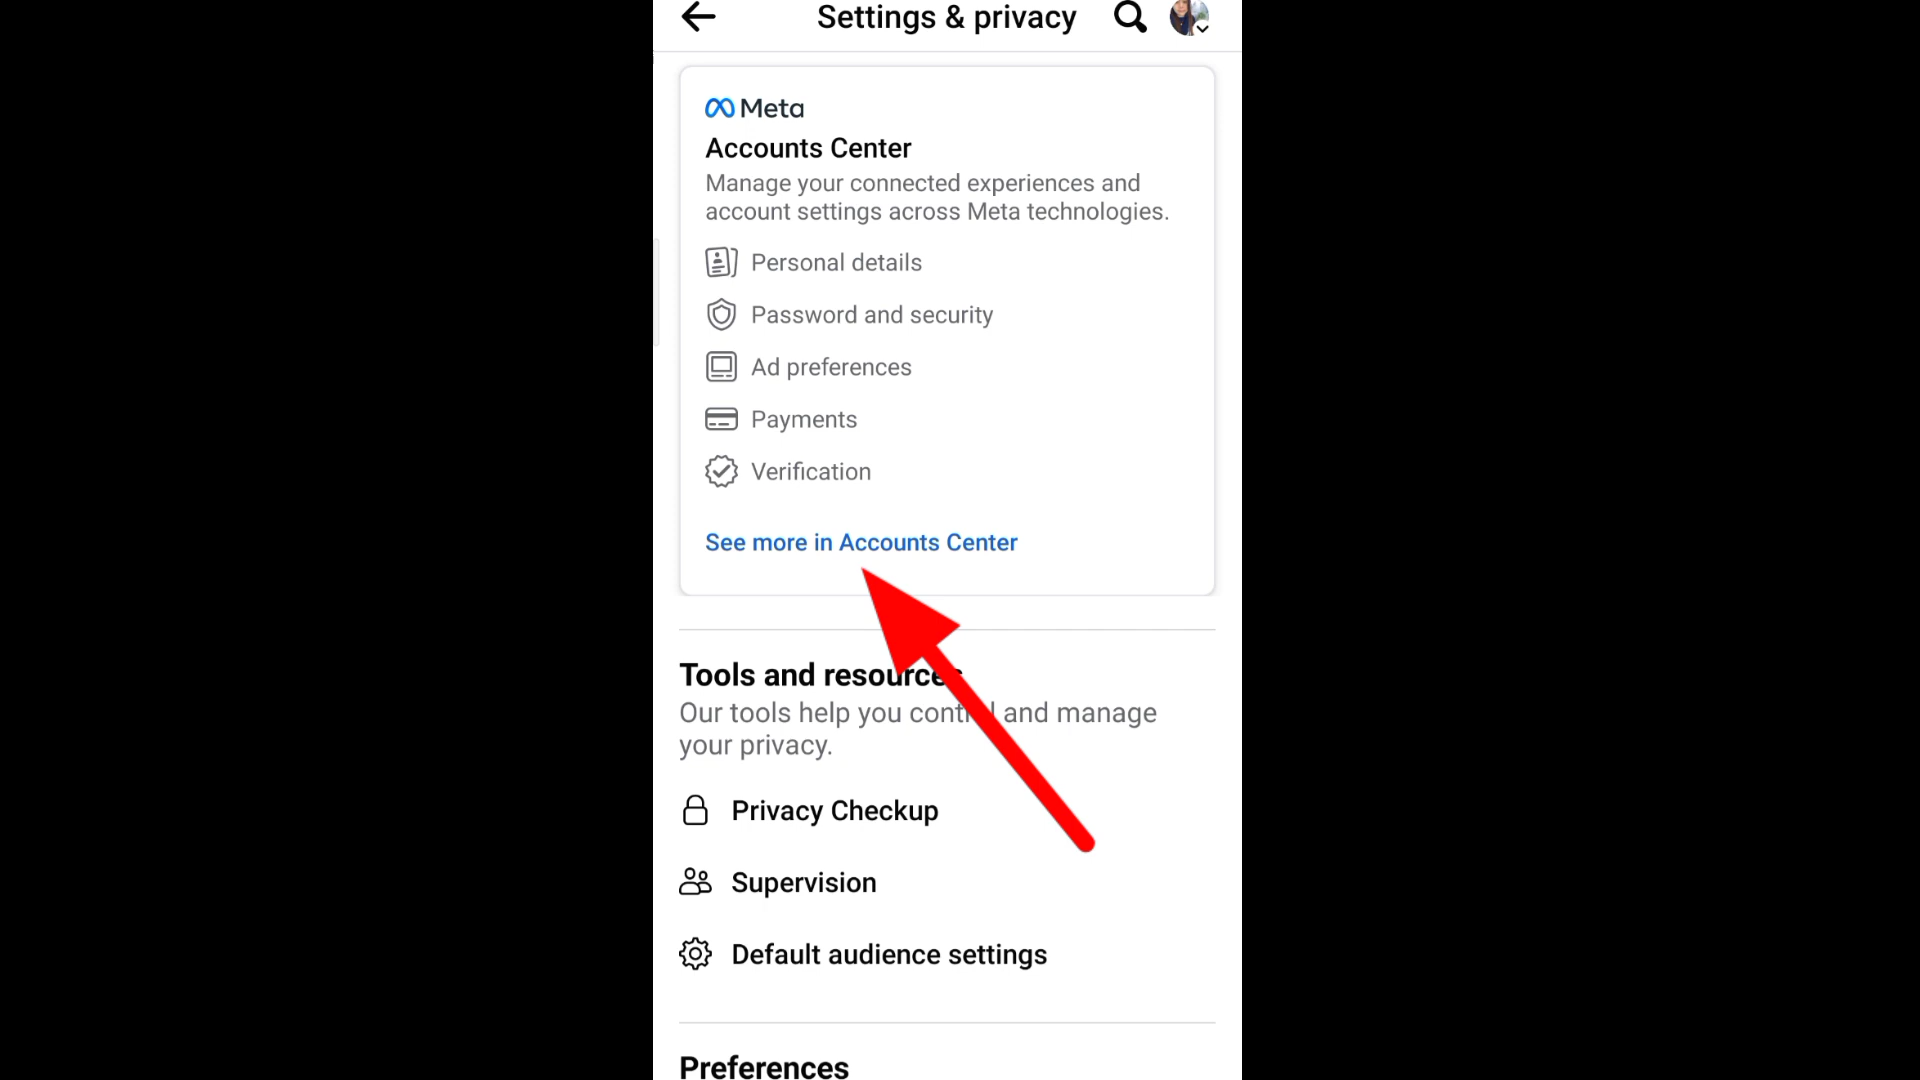 Settings & privacy
Meta
Accounts Center
Manage your connected experiences and
account settings across Meta technologies.
Personal details
Password and security
Ad preferences
Payments
Verification
See more in Accounts Center
Tools and resources
Our tools help you control and manage
your privacy.
Privacy Checkup
Supervision
Default audience settings
Preferences